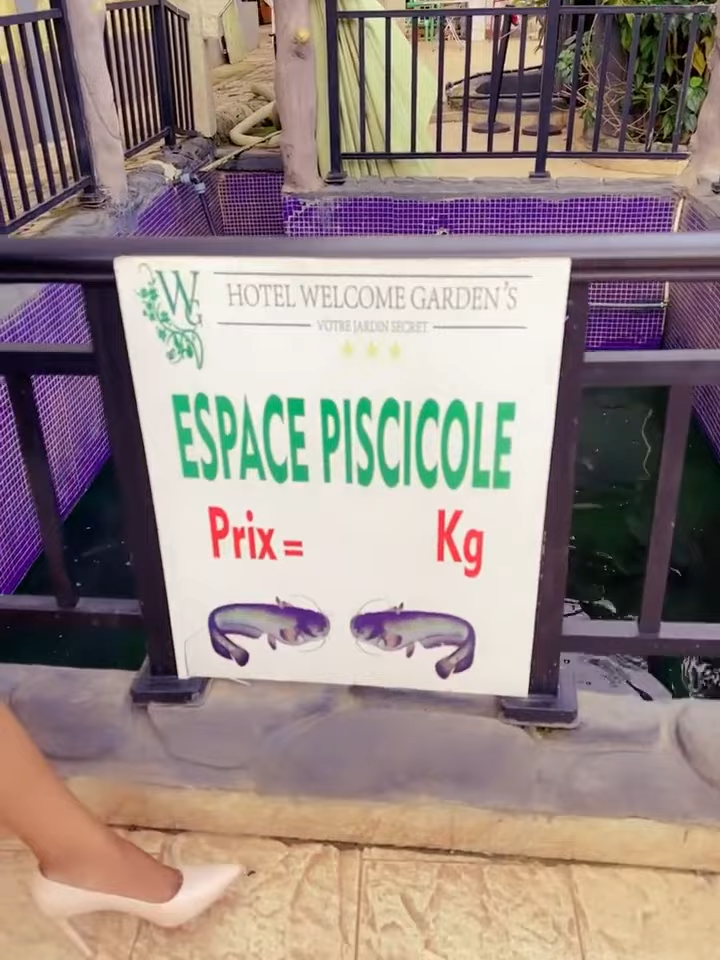 WG
HOTEL WELCOME GARDEN'S
VOTRE JARDIN SECRET
ESPACE PISCICOLE
Prix = Kg